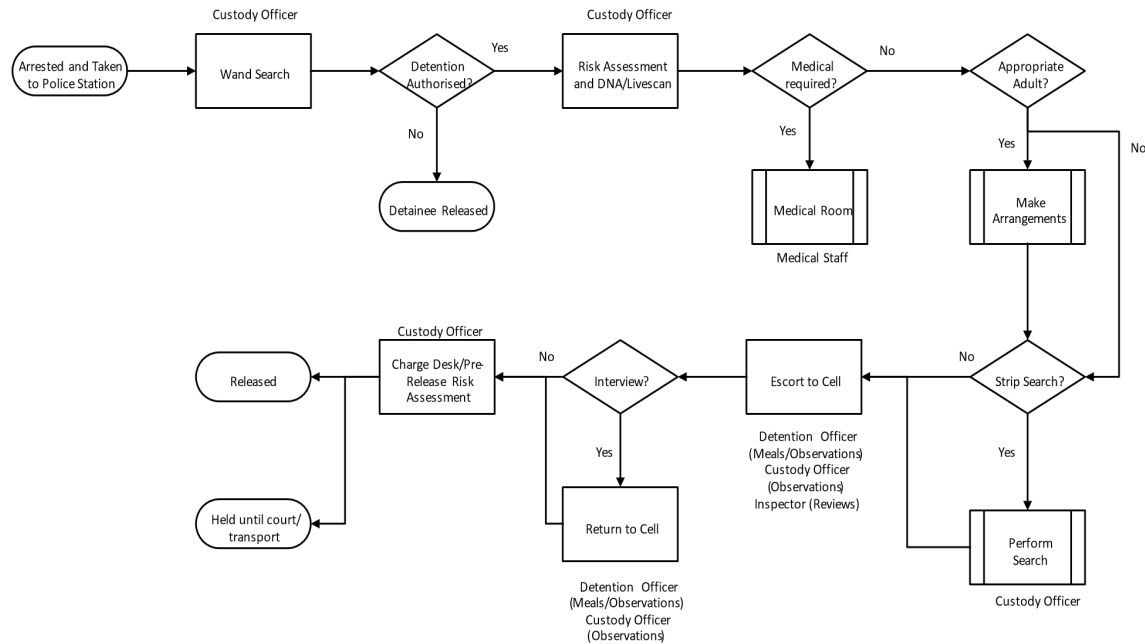 Custody Officer
Custody Officer
Arrested and Taken
to Police Station
Wand Search
Detention
Authorised?
Yes
Risk Assessment
and DNA/Livescan
Medical
required?
No
Appropriate
Adult?
No
Yes
Yes
No
Detainee Released
Medical Room
Make
Arrangements
Medical Staff
Custody Officer
Released
Charge Desk/Pre-
Release Risk
Assessment
No
Interview?
Escort to Cell
No
Strip Search?
Detention Officer
(Meals/Observations)
Custody Officer
(Observations)
Inspector (Reviews)
Yes
Yes
Held until court/
transport
Return to Cell
Perform
Search
Detention Officer
(Meals/Observations)
Custody Officer
(Observations)
Custody Officer